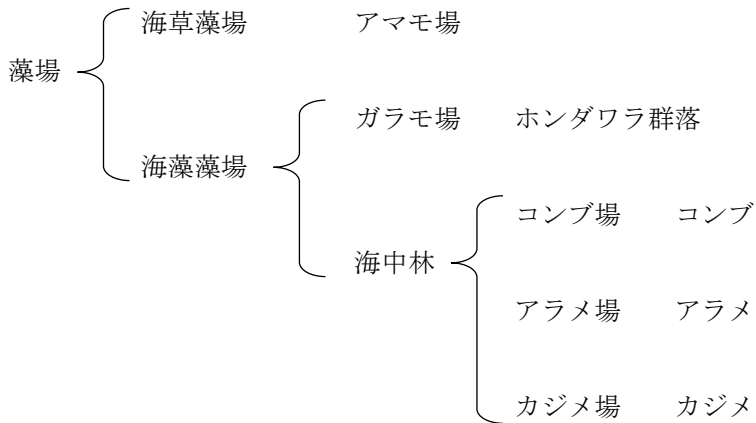 海草藻場 アマモ場
藻場
ガラモ場 ホンダワラ群落
海藻藻場
コンブ場 コンブ
海中林
アラメ場 アラメ
カジメ場 カジメ